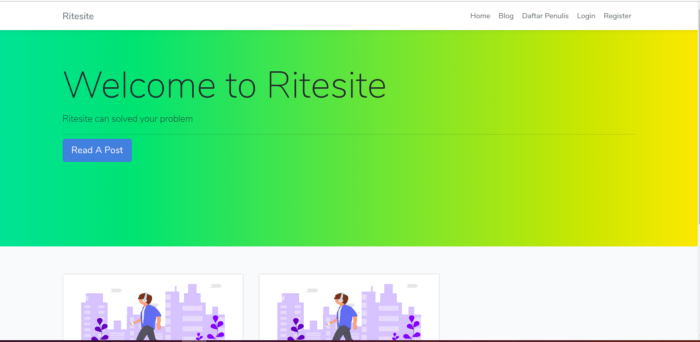 Ritesite
Home Blog Daftar Penulis Login Register
Welcome to Ritesite
Ritesite can solved your problem
Read A Post